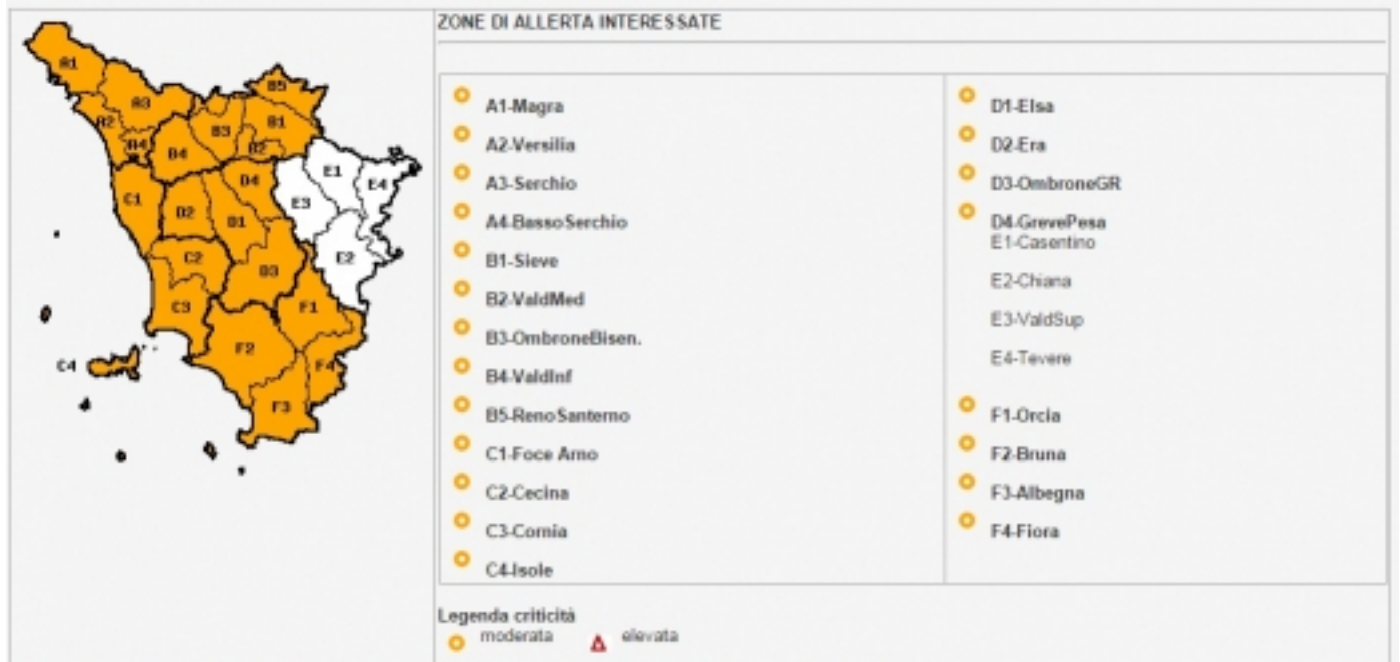 ZONE DI ALLERTA INTERESSATE
A1-Magra
A2-Versilia
A3-Serchio
A4-BassoSerchio
B1-Sieve
B2-ValdMed
B3-OmbroneBisen.
B4-ValdInf
B5-RenoSanterno
C1-Foce Arno
C2-Cecina
C3-Cornia
C4-Isole
D1-Elsa
D2-Era
D3-OmbroneGR
D4-GrevePesa
E1-Casentino
E2-Chiana
E3-ValdSup
E4-Tevere
F1-Orcia
F2-Bruna
F3-Albegna
F4-Fiora
Legenda criticità
moderata elevata
A1
A3
B5
A2
B3
B1
A4
B4
B2
E1
D4
E4
C1
D2
E3
D1
C2
E2
D3
C3
F1
F2
C4
F4
F3